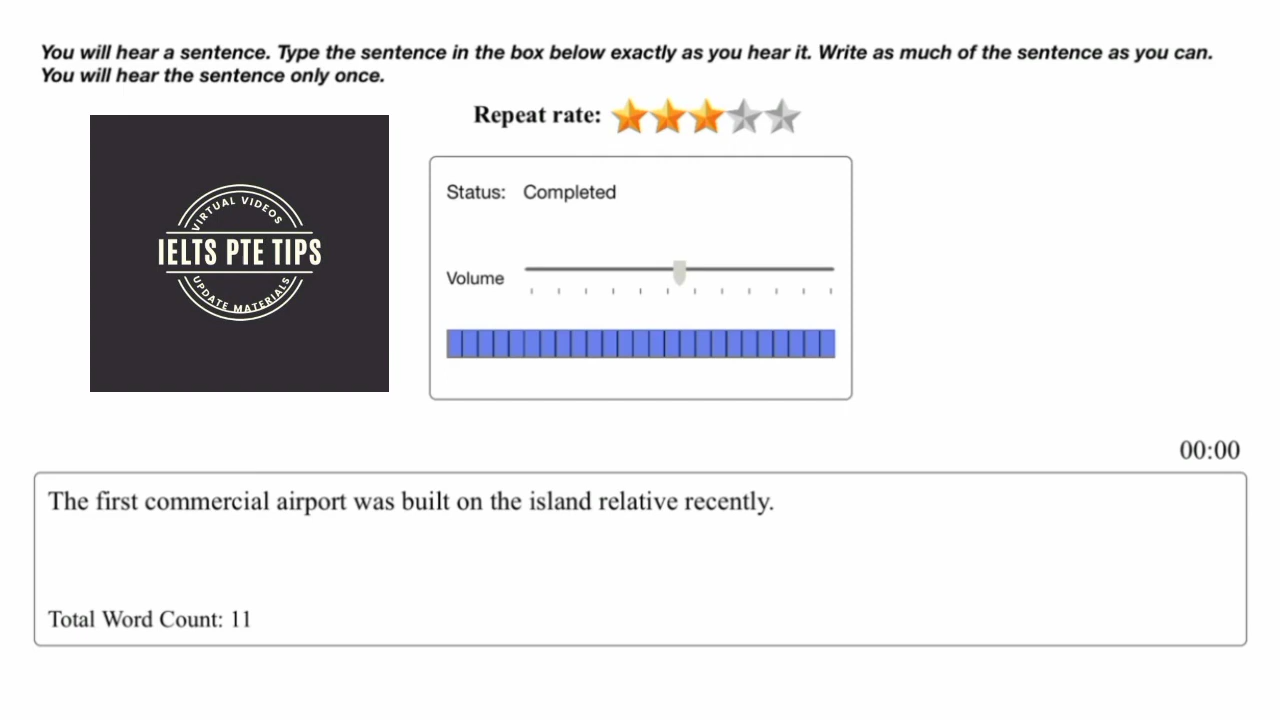 You will hear a sentence. Type the sentence in the box below exactly as you hear it. Write as much of the sentence as you can.
You will hear the sentence only once.
Repeat rate:
VIRTUAL VIDEOS
IELTS PTE TIPS
UPDATE MATERIALS
Status: Completed
Volume
00:00
The first commercial airport was built on the island relative recently.
Total Word Count: 11